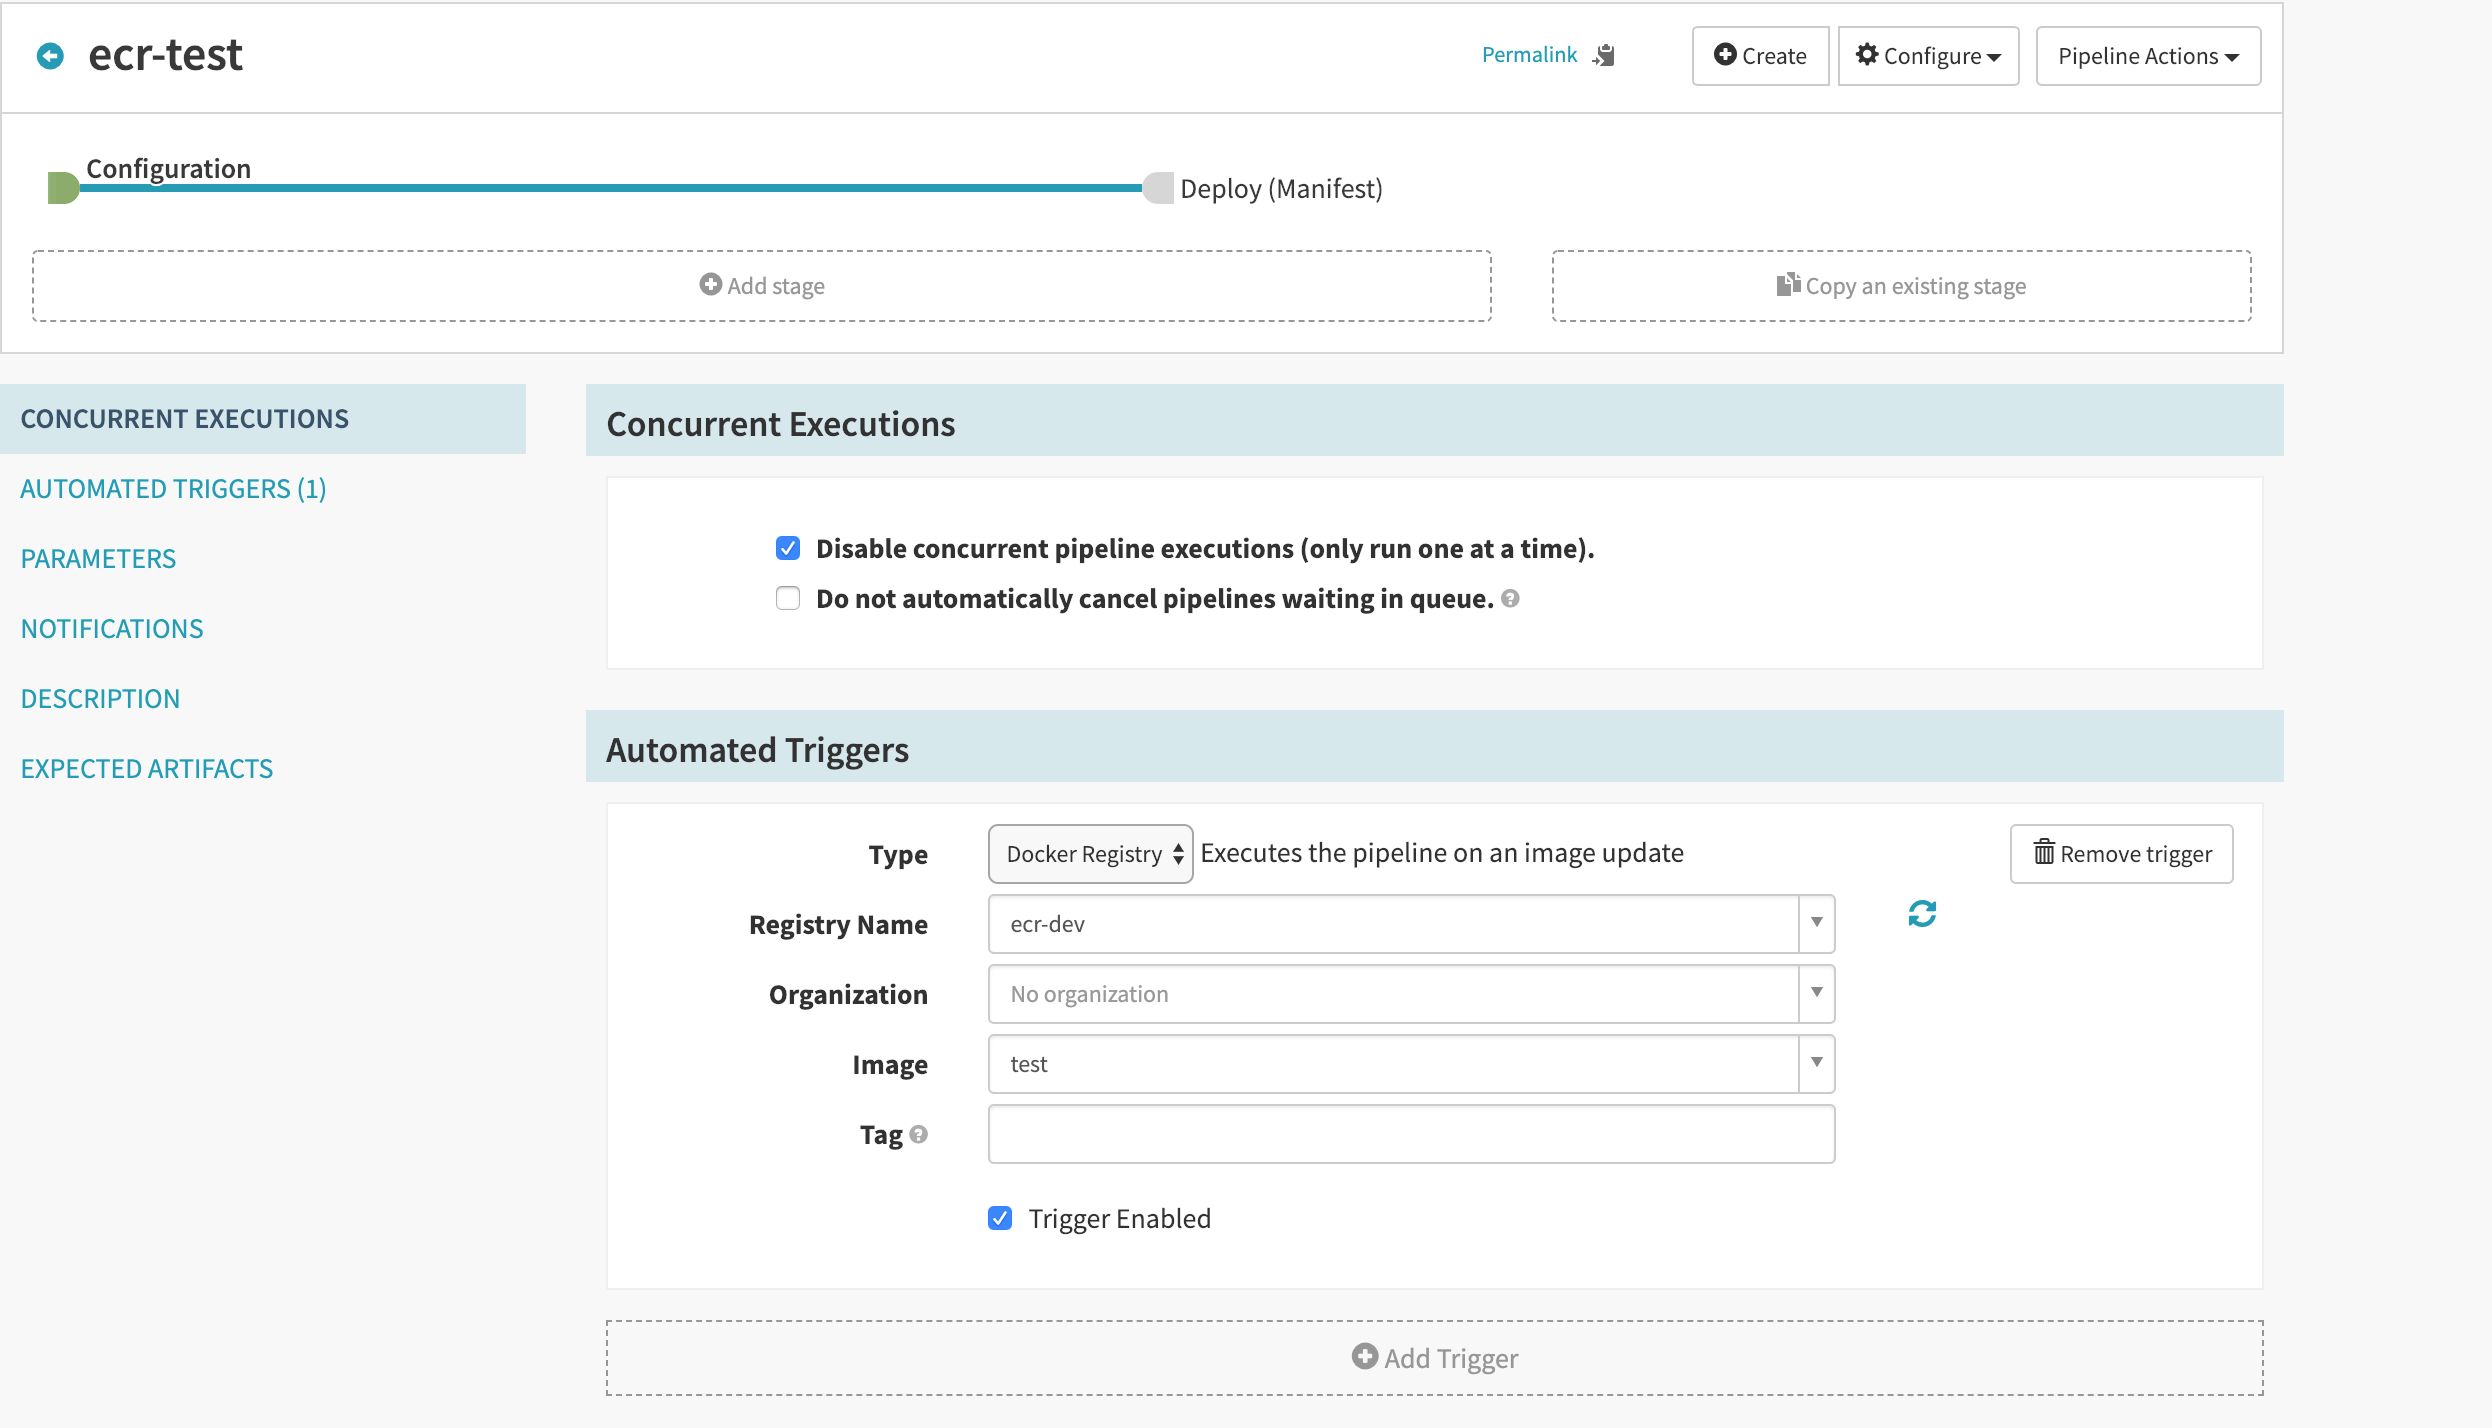 ecr-test
Permalink
Create
Configure
Pipeline Actions
Configuration
Deploy (Manifest)
Add stage
Copy an existing stage
CONCURRENT EXECUTIONS
AUTOMATED TRIGGERS (1)
PARAMETERS
NOTIFICATIONS
DESCRIPTION
EXPECTED ARTIFACTS
Concurrent Executions
Disable concurrent pipeline executions (only run one at a time).
Do not automatically cancel pipelines waiting in queue. ?
Automated Triggers
Type Docker Registry Executes the pipeline on an image update
Remove trigger
Registry Name ecr-dev
Organization No organization
Image test
Tag ?
Trigger Enabled
Add Trigger